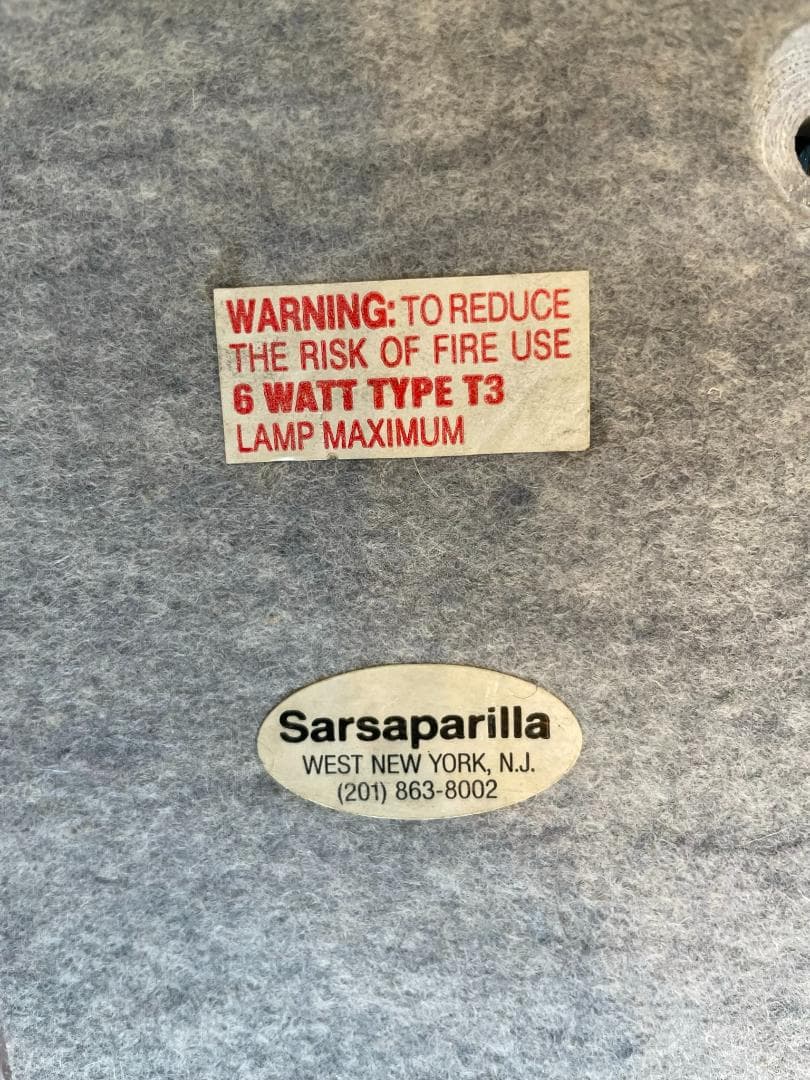 WARNING: TO REDUCE
THE RISK OF FIRE USE
6 WATT TYPE T3
LAMP MAXIMUM
Sarsaparilla
WEST NEW YORK, N.J.
(201) 863-8002